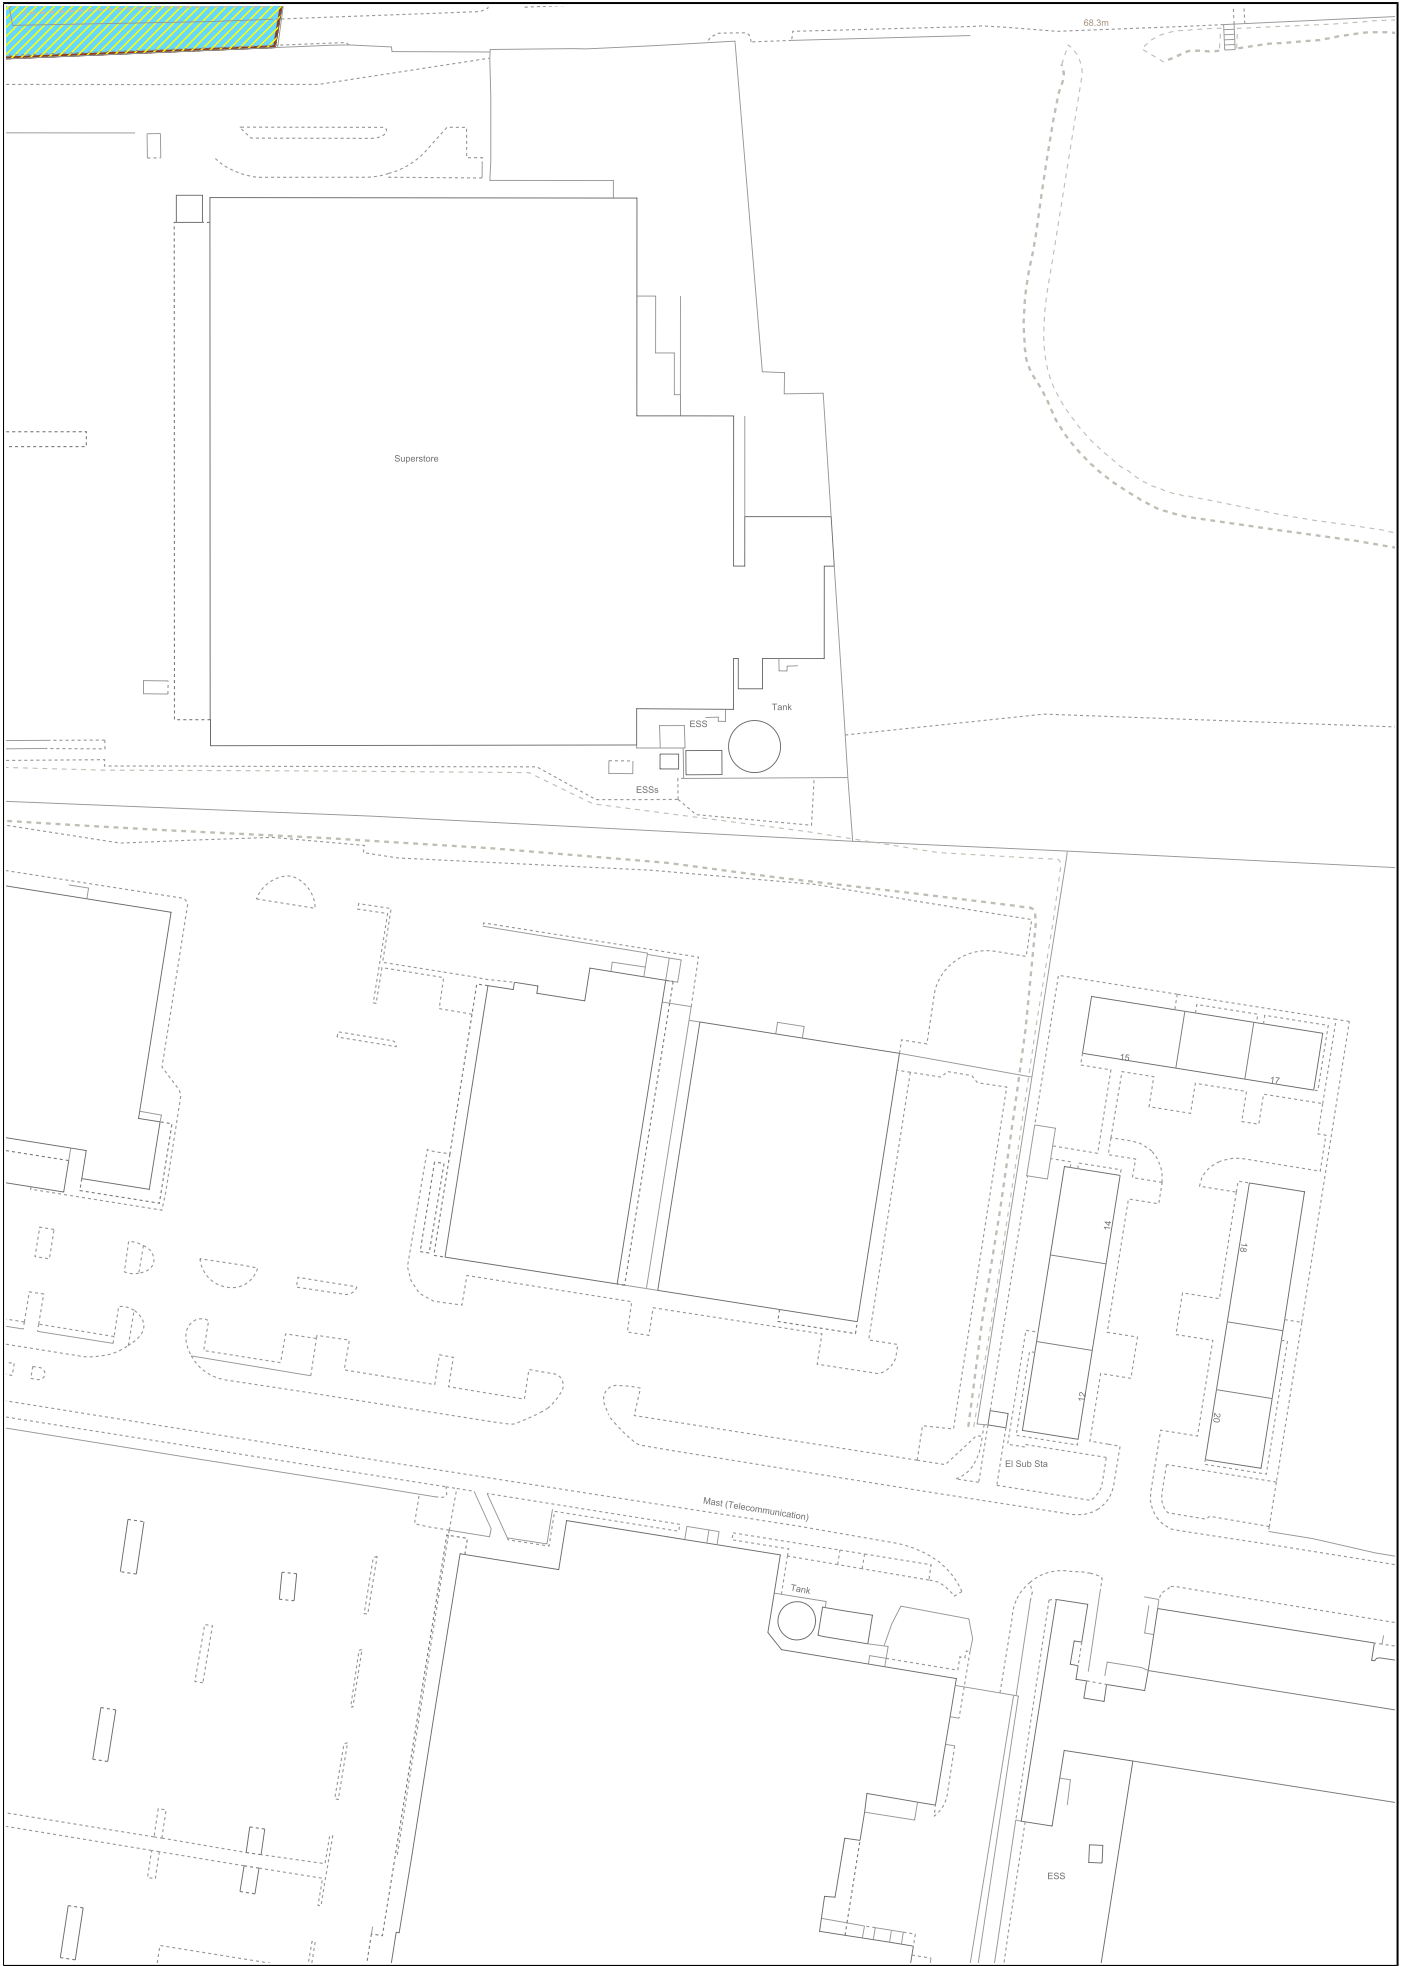 68.3m
Superstore
Tank
ESS
ESSs
15
17
14
18
12
20
El Sub Sta
Mast (Telecommunication)
Tank
ESS